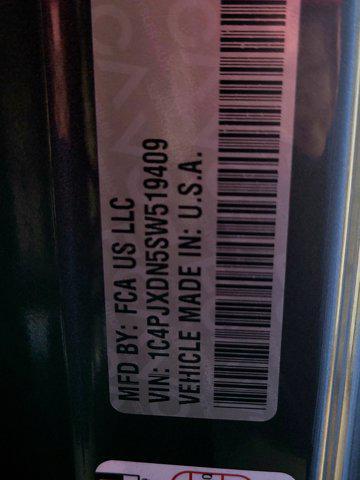 MFD BY: FCA US LLC
VIN: 1C4PJXDN5SW519409
VEHICLE MADE IN: U.S.A.